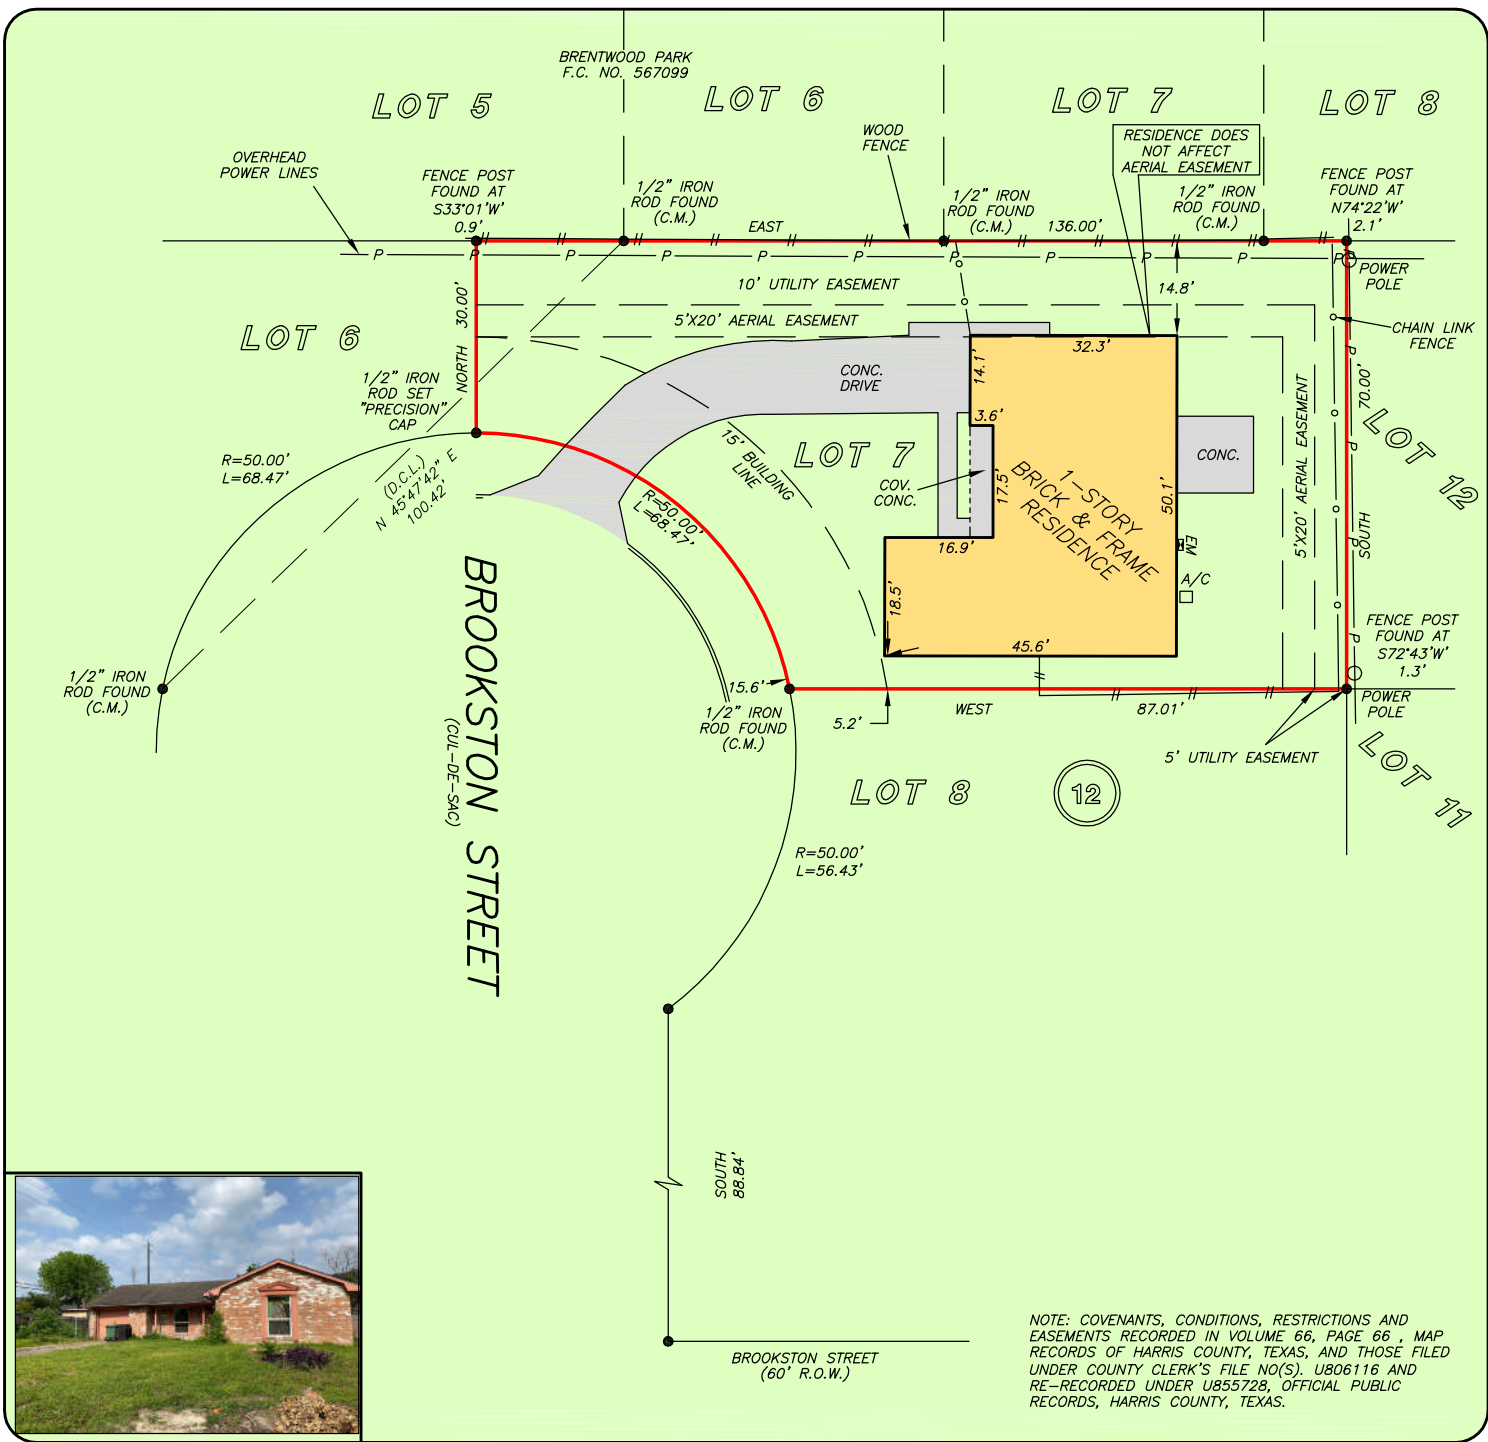 BRENTWOOD PARK
F.C. NO. 567099
LOT 5
LOT 6
LOT 7
LOT 8
OVERHEAD
POWER LINES
FENCE POST
FOUND AT
S33°01'W'
0.9'
1/2" IRON
ROD FOUND
(C.M.)
WOOD
FENCE
EAST
1/2" IRON
ROD FOUND
(C.M.)
136.00'
RESIDENCE DOES
NOT AFFECT
AERIAL EASEMENT
1/2" IRON
ROD FOUND
(C.M.)
FENCE POST
FOUND AT
N74°22'W'
2.1'
P P P P P P P P P P P
POWER
POLE
10' UTILITY EASEMENT
14.8'
5'X20' AERIAL EASEMENT
CHAIN LINK
FENCE
LOT 6
NORTH 30.00'
1/2" IRON
ROD SET
"PRECISION"
CAP
CONC.
DRIVE
32.3'
14.1'
3.6'
P
70.00'
LOT 12
5'X20' AERIAL EASEMENT
R=50.00'
L=68.47'
(D.C.L.)
N 45°47'42" E
100.42'
15' BUILDING
LINE
LOT 7
COV.
CONC.
17.5'
1-STORY
BRICK & FRAME
RESIDENCE
50.1'
CONC.
P
R=50.00'
L=68.47'
16.9'
EM
A/C
P
SOUTH
18.5'
45.6'
FENCE POST
FOUND AT
S72°43'W'
1.3'
P
1/2" IRON
ROD FOUND
(C.M.)
BROOKSTON STREET
(CUL-DE-SAC)
15.6'
1/2" IRON
ROD FOUND
(C.M.)
5.2'
WEST
87.01'
POWER
POLE
5' UTILITY EASEMENT
LOT 11
LOT 8
12
R=50.00'
L=56.43'
SOUTH
88.84'
BROOKSTON STREET
(60' R.O.W.)
NOTE: COVENANTS, CONDITIONS, RESTRICTIONS AND
EASEMENTS RECORDED IN VOLUME 66, PAGE 66 , MAP
RECORDS OF HARRIS COUNTY, TEXAS, AND THOSE FILED
UNDER COUNTY CLERK'S FILE NO(S). U806116 AND
RE-RECORDED UNDER U855728, OFFICIAL PUBLIC
RECORDS, HARRIS COUNTY, TEXAS.